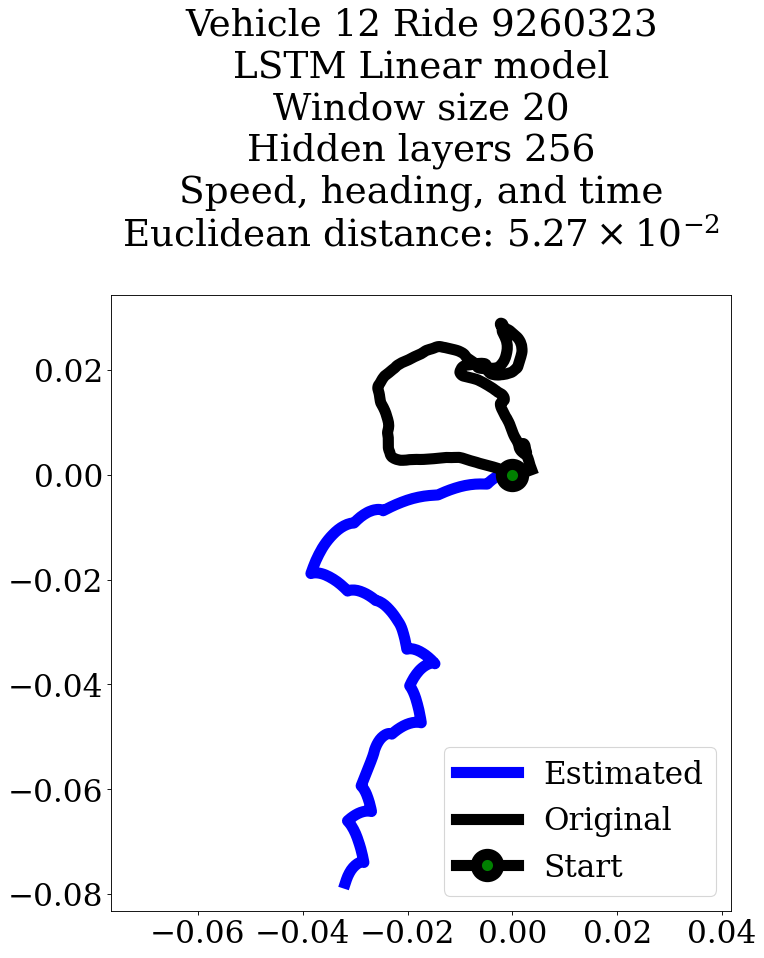 Vehicle 12 Ride 9260323
LSTM Linear model
Window size 20
Hidden layers 256
Speed, heading, and time
Euclidean distance: 5.27 × 10⁻²
0.02
0.00
−0.02
−0.04
−0.06
−0.08
Estimated
Original
Start
−0.06 −0.04 −0.02 0.00 0.02 0.04